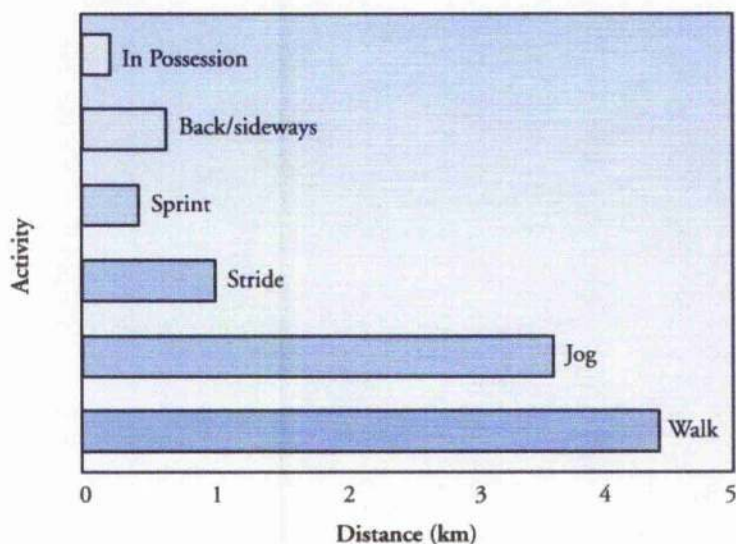 In Possession
Back/sideways
Sprint
Stride
Jog
Walk
Activity
0 1 2 3 4 5
Distance (km)